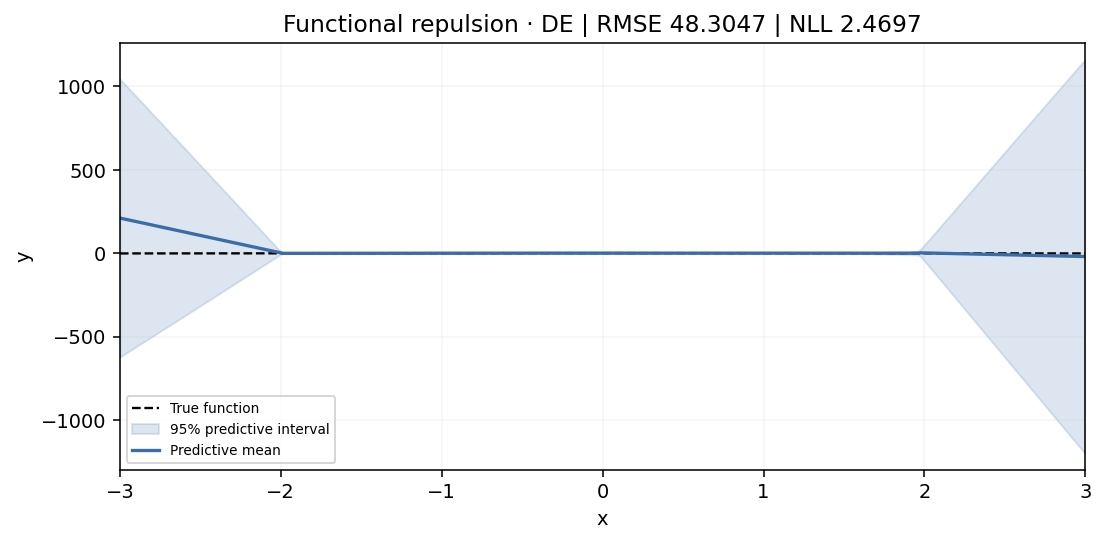 Functional repulsion · DE | RMSE 48.3047 | NLL 2.4697
1000
500
0
−500
−1000
y
True function
95% predictive interval
Predictive mean
−3 −2 −1 0 1 2 3
x